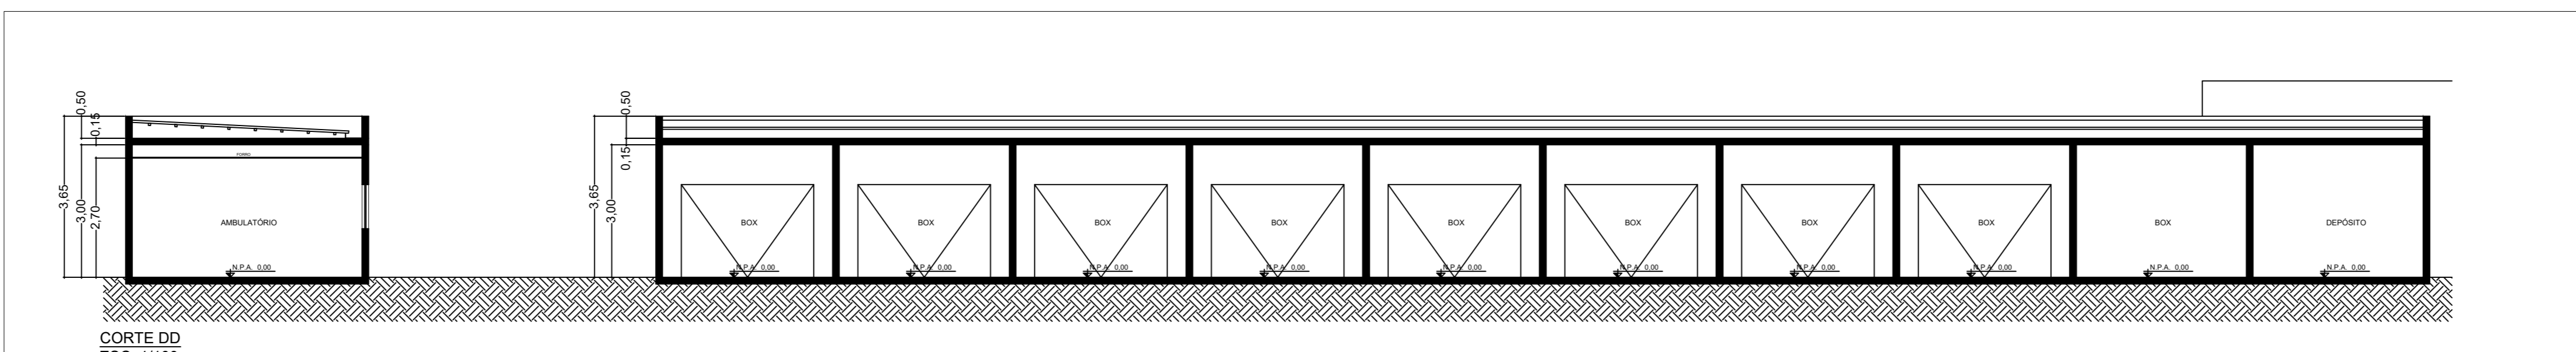 0,50
0,15
FORRO
3,65
3,00
2,70
AMBULATÓRIO
N.P.A. 0,00
0,50
0,15
3,65
3,00
BOX
BOX
BOX
BOX
BOX
BOX
BOX
BOX
BOX
DEPÓSITO
N.P.A. 0,00
N.P.A. 0,00
N.P.A. 0,00
N.P.A. 0,00
N.P.A. 0,00
N.P.A. 0,00
N.P.A. 0,00
N.P.A. 0,00
N.P.A. 0,00
N.P.A. 0,00
CORTE DD